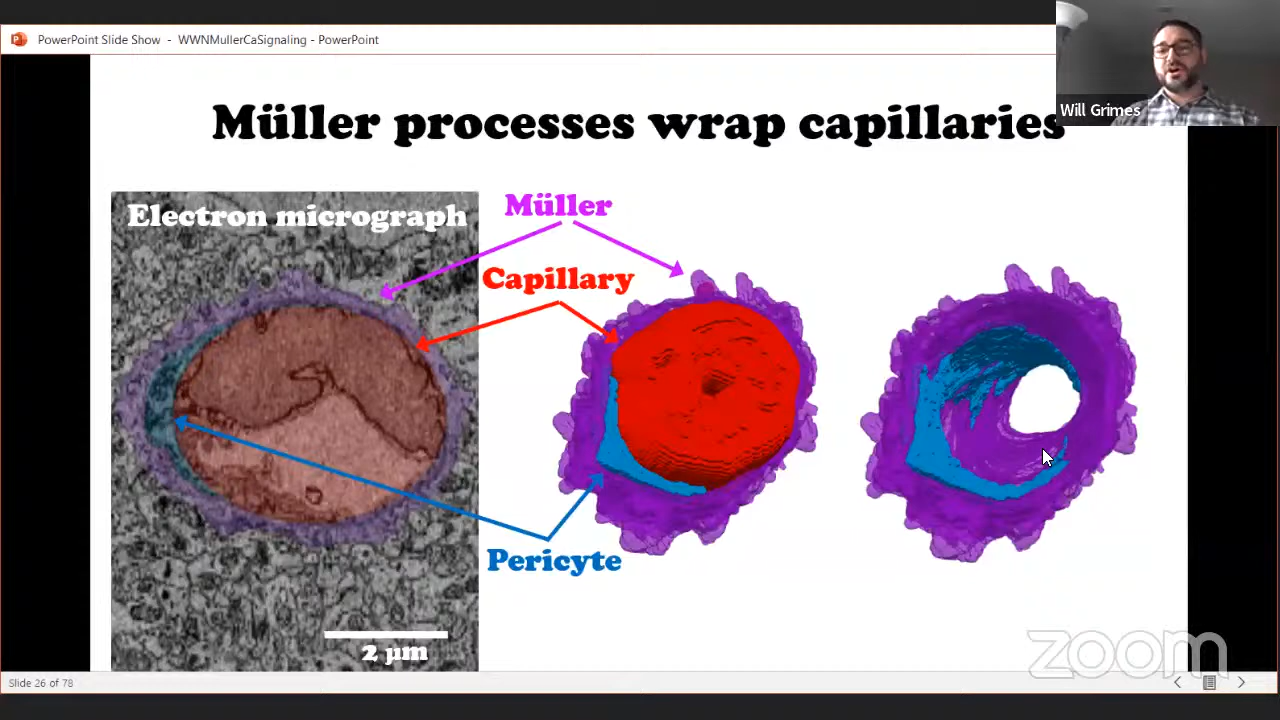 PowerPoint Slide Show - WWNMullerCaSignaling - PowerPoint
Will Grimes
Müller processes wrap capillaries
Electron micrograph
Müller
Capillary
Pericyte
2 µm
zoom
Slide 26 of 78